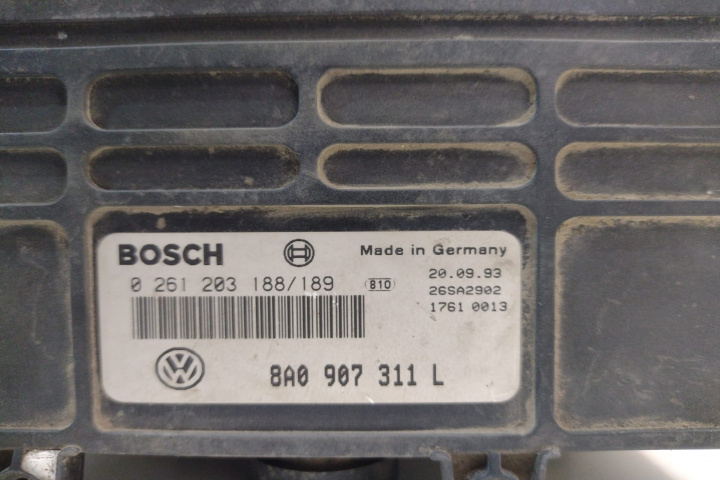 BOSCH Made in Germany
0 261 203 188/189 810 20.09.93
26SA2902
1761 0013
8A0 907 311 L